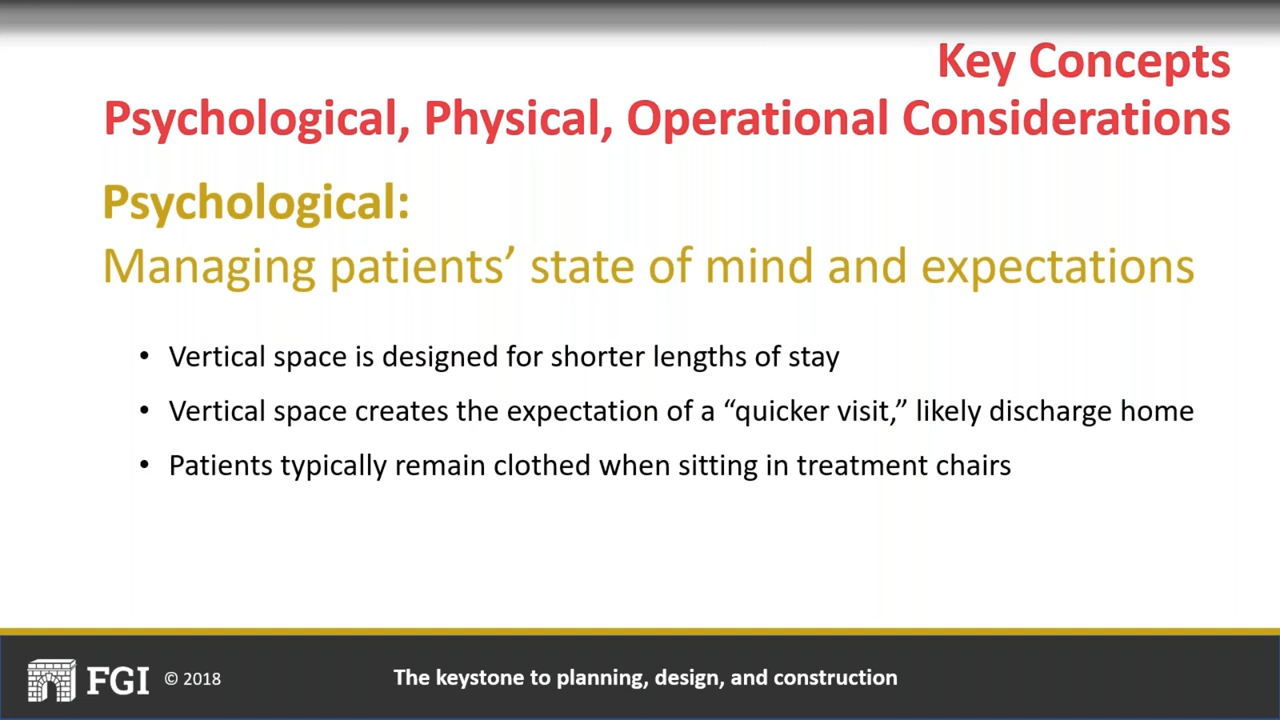 Key Concepts
Psychological, Physical, Operational Considerations
Psychological:
Managing patients’ state of mind and expectations
• Vertical space is designed for shorter lengths of stay
• Vertical space creates the expectation of a “quicker visit,” likely discharge home
• Patients typically remain clothed when sitting in treatment chairs
FGI © 2018
The keystone to planning, design, and construction